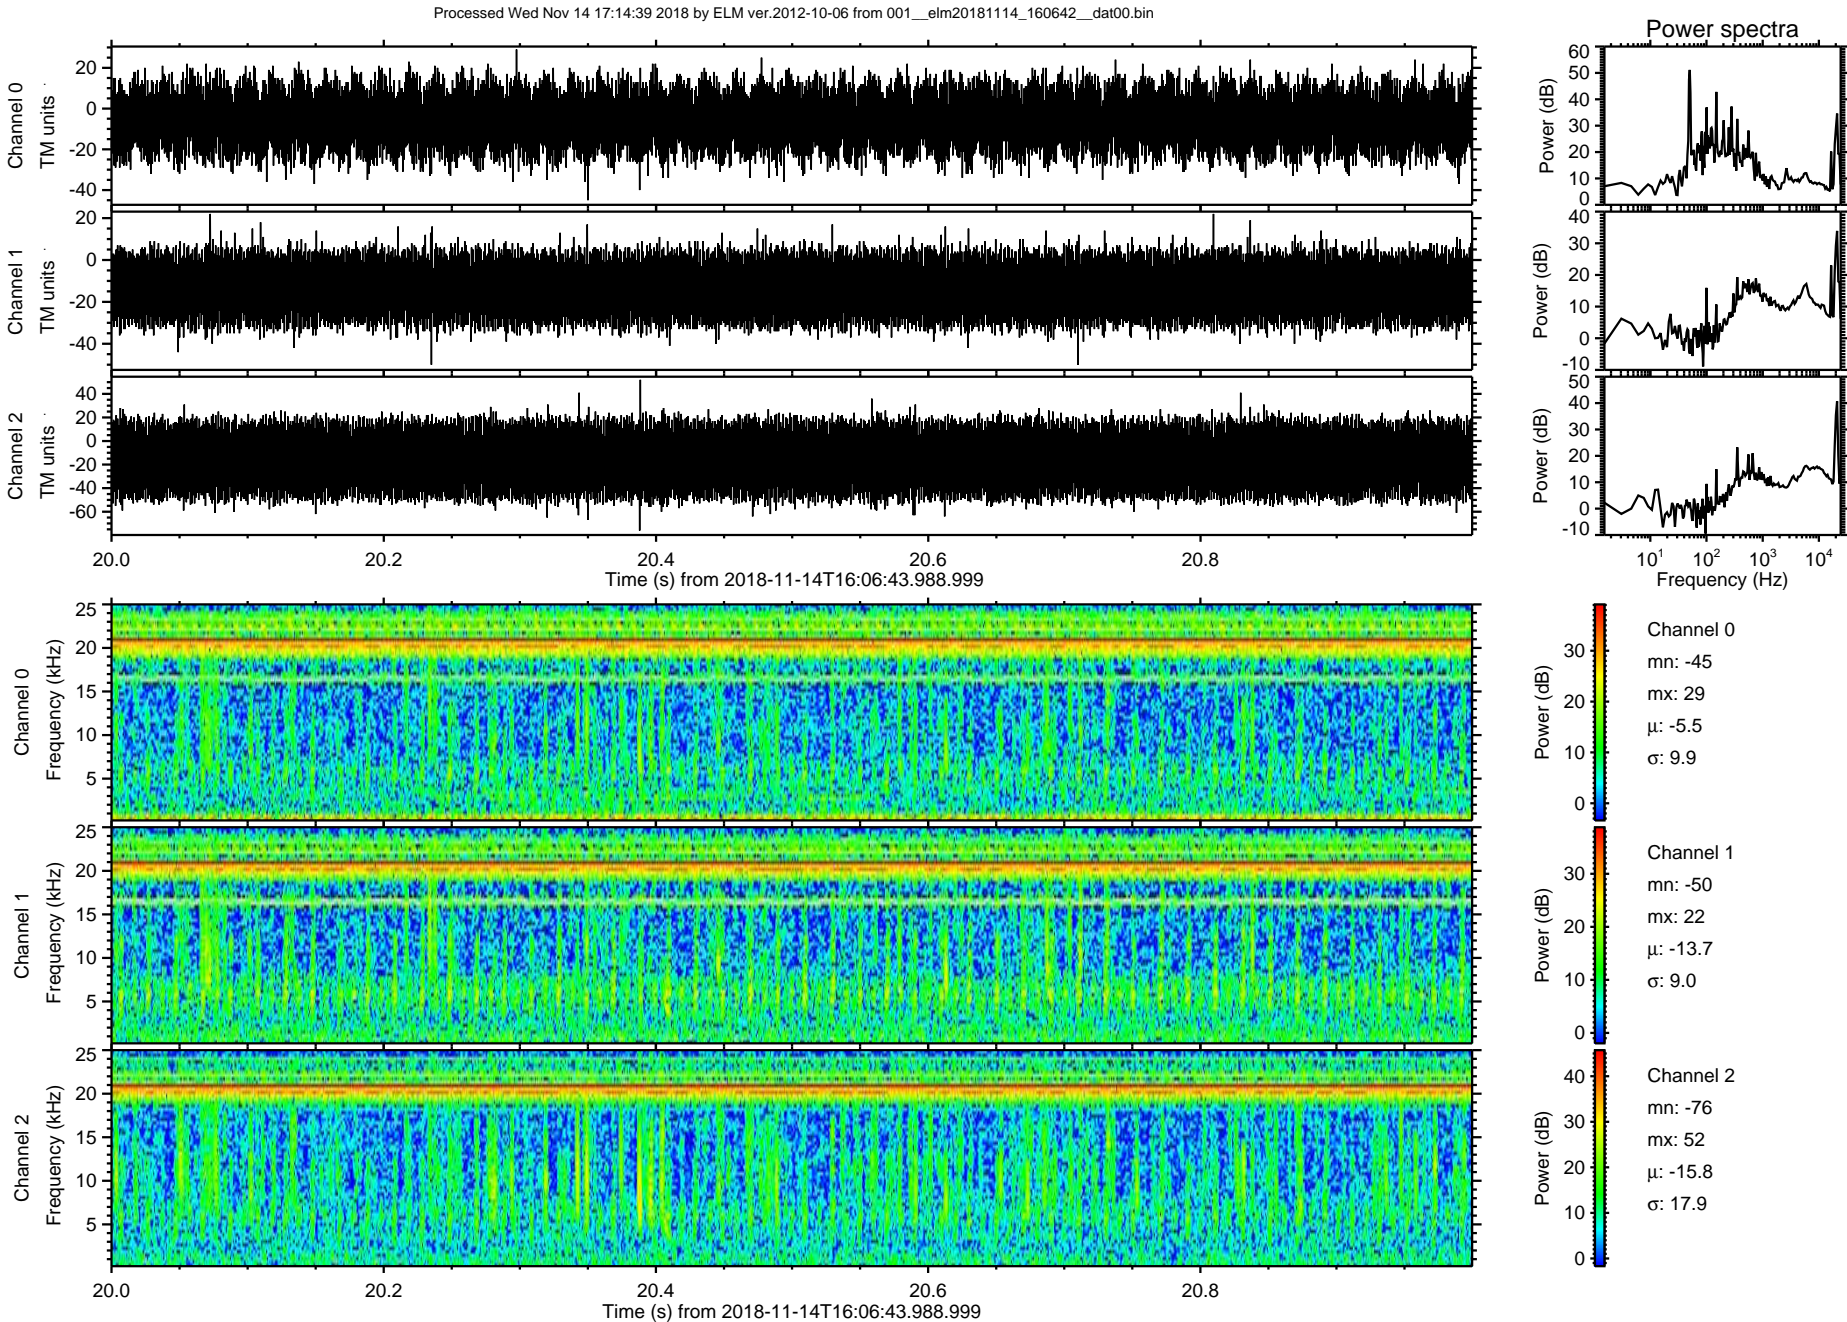 Processed Wed Nov 14 17:14:39 2018 by ELM ver.2012-10-06 from 001__elm20181114_160642__dat00.bin
Power spectra
Channel 0
TM units
20
0
-20
-40
Power (dB)
60
50
40
30
20
10
0
Channel 1
TM units
20
0
-20
-40
Power (dB)
40
30
20
10
0
-10
Channel 2
TM units
40
20
0
-20
-40
-60
Power (dB)
50
40
30
20
10
0
-10
20.0 20.2 20.4 20.6 20.8
Time (s) from 2018-11-14T16:06:43.988.999
10^1 10^2 10^3 10^4
Frequency (Hz)
Channel 0
Frequency (kHz)
25
20
15
10
5
Power (dB)
30
20
10
0
Channel 0
mn: -45
mx: 29
μ: -5.5
σ: 9.9
Channel 1
Frequency (kHz)
25
20
15
10
5
Power (dB)
30
20
10
0
Channel 1
mn: -50
mx: 22
μ: -13.7
σ: 9.0
Channel 2
Frequency (kHz)
25
20
15
10
5
Power (dB)
40
30
20
10
0
Channel 2
mn: -76
mx: 52
μ: -15.8
σ: 17.9
20.0 20.2 20.4 20.6 20.8
Time (s) from 2018-11-14T16:06:43.988.999